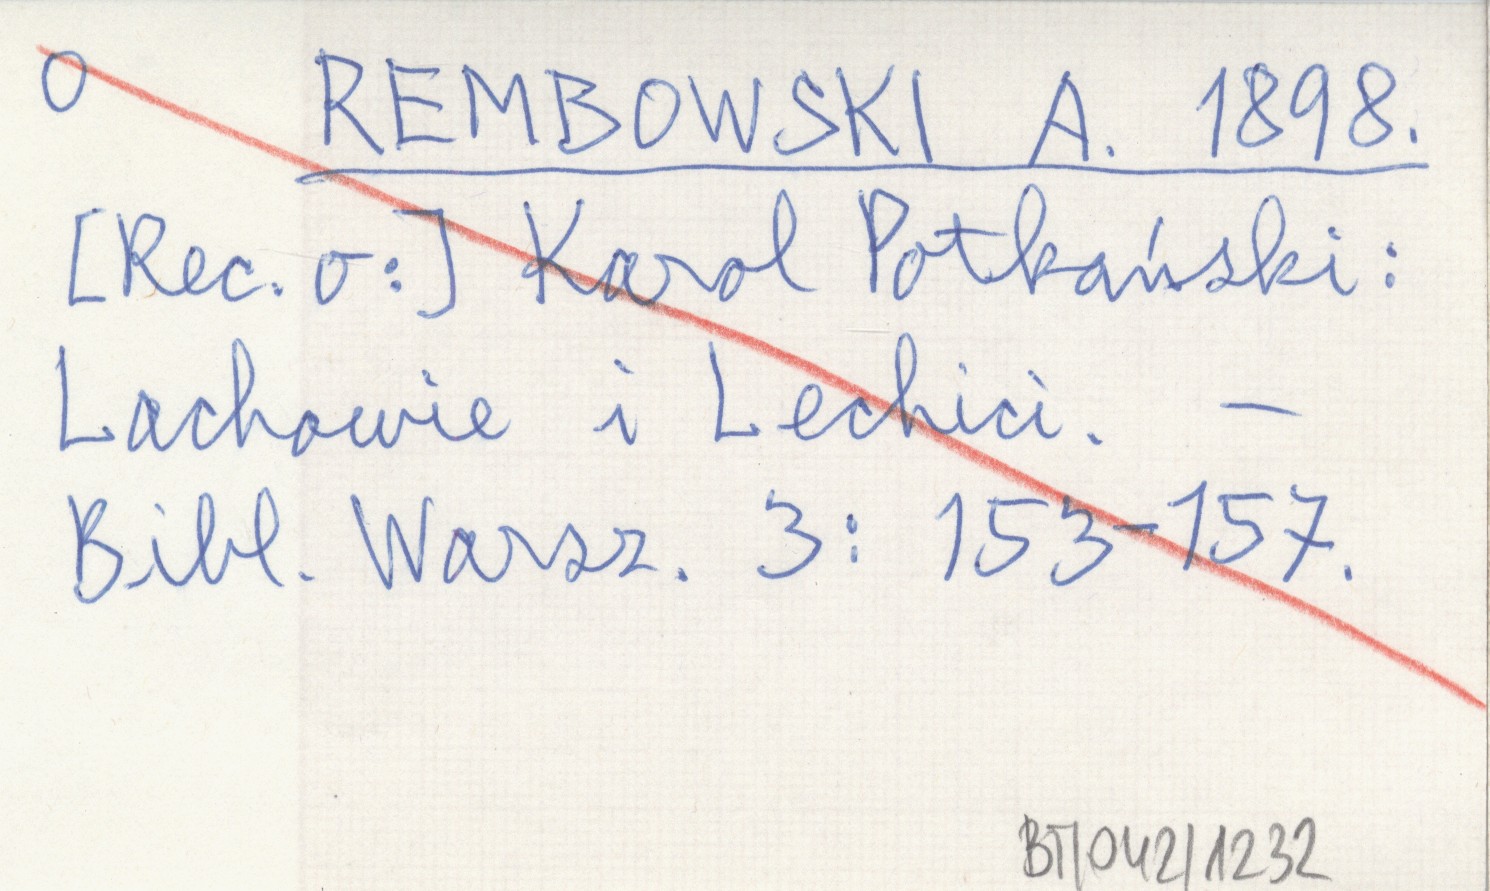 O REMBOWSKI A. 1898.
[Rec. o:] Karol Potkański:
Lachowie i Lechici. —
Bibl. Warsz. 3: 153-157.
BT/042/1232